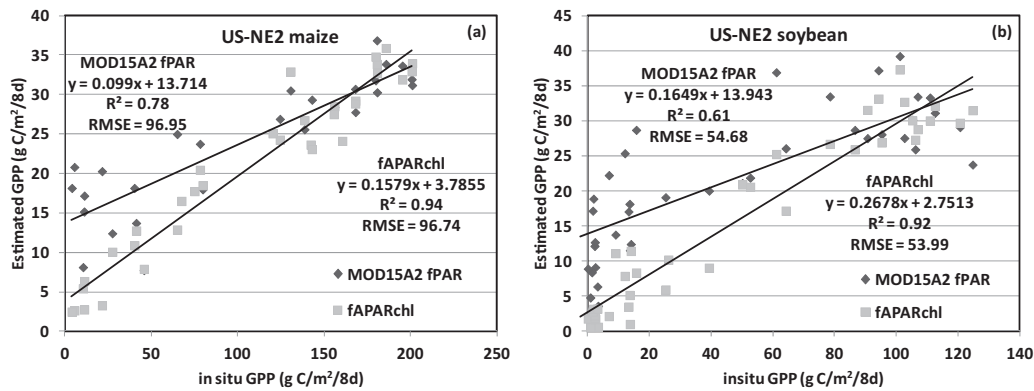 US-NE2 maize
(a)
MOD15A2 fPAR
y = 0.099x + 13.714
R² = 0.78
RMSE = 96.95
fAPARchl
y = 0.1579x + 3.7855
R² = 0.94
RMSE = 96.74
MOD15A2 fPAR
fAPARchl
Estimated GPP (g C/m²/8d)
40
35
30
25
20
15
10
5
0
0 50 100 150 200 250
in situ GPP (g C/m²/8d)
US-NE2 soybean
(b)
MOD15A2 fPAR
y = 0.1649x + 13.943
R² = 0.61
RMSE = 54.68
fAPARchl
y = 0.2678x + 2.7513
R² = 0.92
RMSE = 53.99
MOD15A2 fPAR
fAPARchl
Estimated GPP (g C/m²/8d)
45
40
35
30
25
20
15
10
5
0
0 20 40 60 80 100 120 140
insitu GPP (g C/m²/8d)